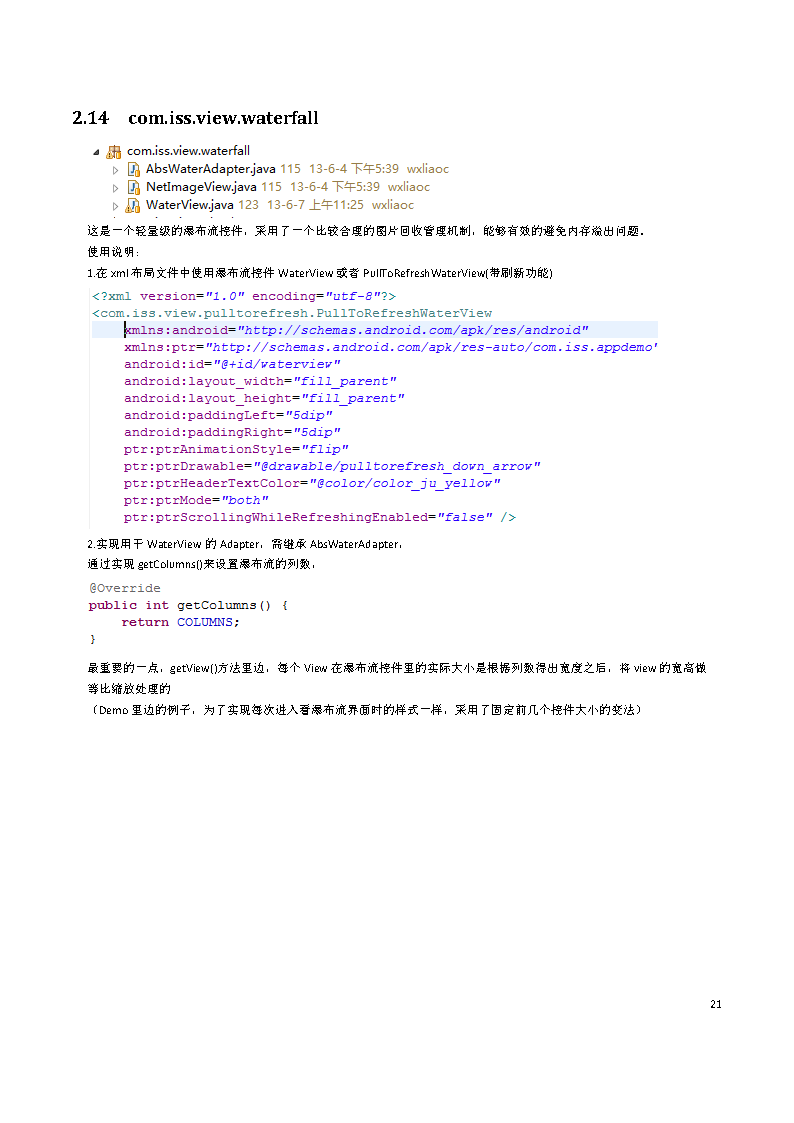 2.14 com.iss.view.waterfall
com.iss.view.waterfall
AbsWaterAdapter.java 115 13-6-4 下午5:39 wxliaoc
NetImageView.java 115 13-6-4 下午5:39 wxliaoc
WaterView.java 123 13-6-7 上午11:25 wxliaoc
这是一个轻量级的瀑布流控件，采用了一个比较合理的图片回收管理机制，能够有效的避免内存溢出问题。
使用说明：
1.在 xml 布局文件中使用瀑布流控件 WaterView 或者 PullToRefreshWaterView(带刷新功能)
<?xml version="1.0" encoding="utf-8"?>
<com.iss.view.pulltorefresh.PullToRefreshWaterView
xmlns:android="http://schemas.android.com/apk/res/android"
xmlns:ptr="http://schemas.android.com/apk/res-auto/com.iss.appdemo"
android:id="@+id/waterview"
android:layout_width="fill_parent"
android:layout_height="fill_parent"
android:paddingLeft="5dip"
android:paddingRight="5dip"
ptr:ptrAnimationStyle="flip"
ptr:ptrDrawable="@drawable/pulltorefresh_down_arrow"
ptr:ptrHeaderTextColor="@color/color_ju_yellow"
ptr:ptrMode="both"
ptr:ptrScrollingWhileRefreshingEnabled="false" />
2.实现用于 WaterView 的 Adapter，需继承 AbsWaterAdapter，
通过实现 getColumns()来设置瀑布流的列数，
@Override
public int getColumns() {
return COLUMNS;
}
最重要的一点，getView()方法里边，每个 View 在瀑布流控件里的实际大小是根据列数得出宽度之后，将 view 的宽高做
等比缩放处理的
（Demo 里边的例子，为了实现每次进入看瀑布流界面时的样式一样，采用了固定前几个控件大小的变法）
21